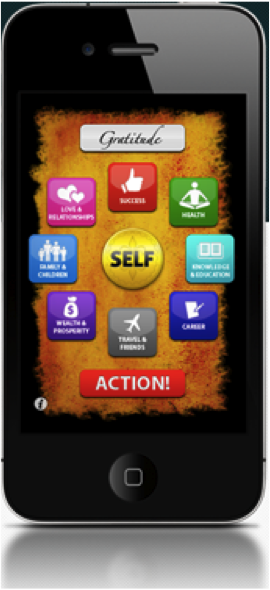 Gratitude
SUCCESS
LOVE &
RELATIONSHIPS
HEALTH
SELF
FAMILY &
CHILDREN
KNOWLEDGE
& EDUCATION
WEALTH &
PROSPERITY
TRAVEL &
FRIENDS
CAREER
ACTION!
f